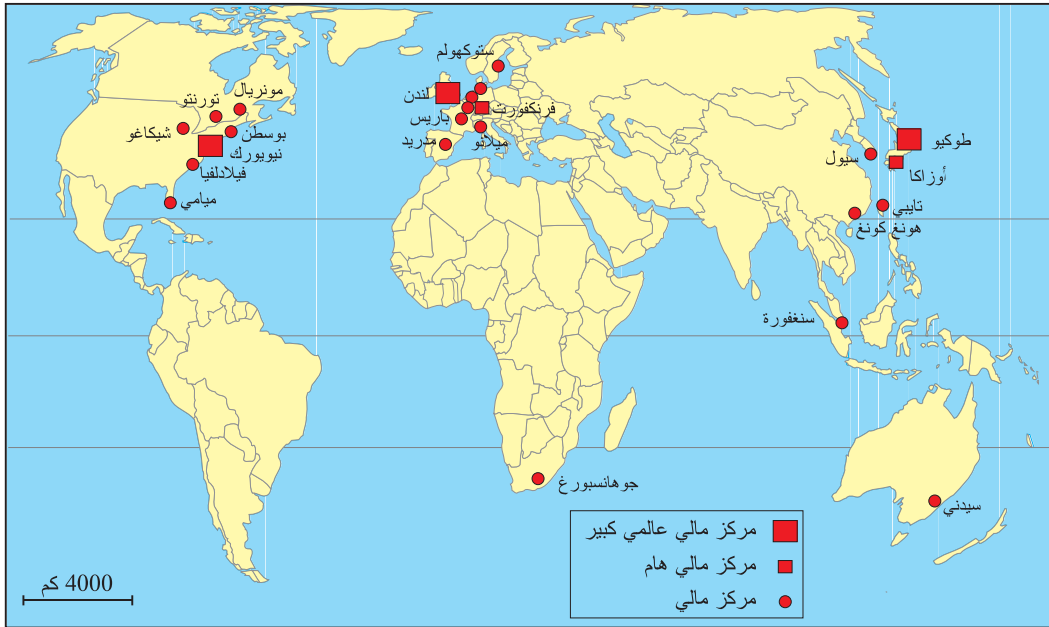 ستوكهولم
لندن
فرنكفورت
باريس
ميلانو
مدريد
مونريال
تورنتو
شيكاغو
بوسطن
نيويورك
فيلادلفيا
ميامي
طوكيو
سيول
أوزاكا
تايبي
هونغ كونغ
سنغفورة
جوهانسبورغ
سيدني
مركز مالي عالمي كبير
مركز مالي هام
مركز مالي
4000 كم